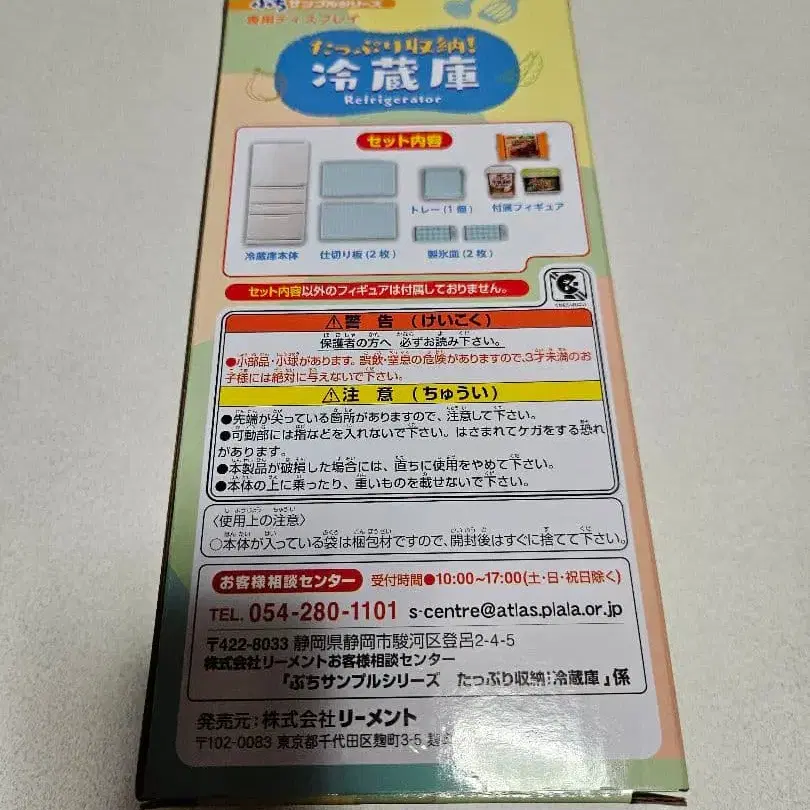 ぷちサンプルシリーズ
専用ディスプレイ
たっぷり収納!
冷蔵庫
Refrigerator
セット内容
冷蔵庫本体
仕切り板(2枚)
トレー(1個)
製氷皿(2枚)
付属フィギュア
セット内容以外のフィギュアは付属しておりません。
⚠警 告(けいこく)
保護者の方へ 必ずお読み下さい。
●小部品・小球があります。誤飲・窒息の危険がありますので、3才未満のお
子様には絶対に与えないで下さい。
⚠注 意(ちゅうい)
●先端が尖っている箇所がありますので、注意して下さい。
●可動部には指などを入れないで下さい。はさまれてケガをする恐れ
があります。
●本製品が破損した場合には、直ちに使用をやめて下さい。
●本体の上に乗ったり、重いものを載せないで下さい。
〈使用上の注意〉
○本体が入っている袋は梱包材ですので、開封後はすぐに捨てて下さい。
お客様相談センター 受付時間●10:00~17:00(土・日・祝日除く)
TEL. 054-280-1101 s-centre@atlas.plala.or.jp
〒422-8033 静岡県静岡市駿河区登呂2-4-5
株式会社リーメントお客様相談センター
「ぷちサンプルシリーズ たっぷり収納!冷蔵庫」係
発売元:株式会社リーメント
〒102-0083 東京都千代田区麹町3-5